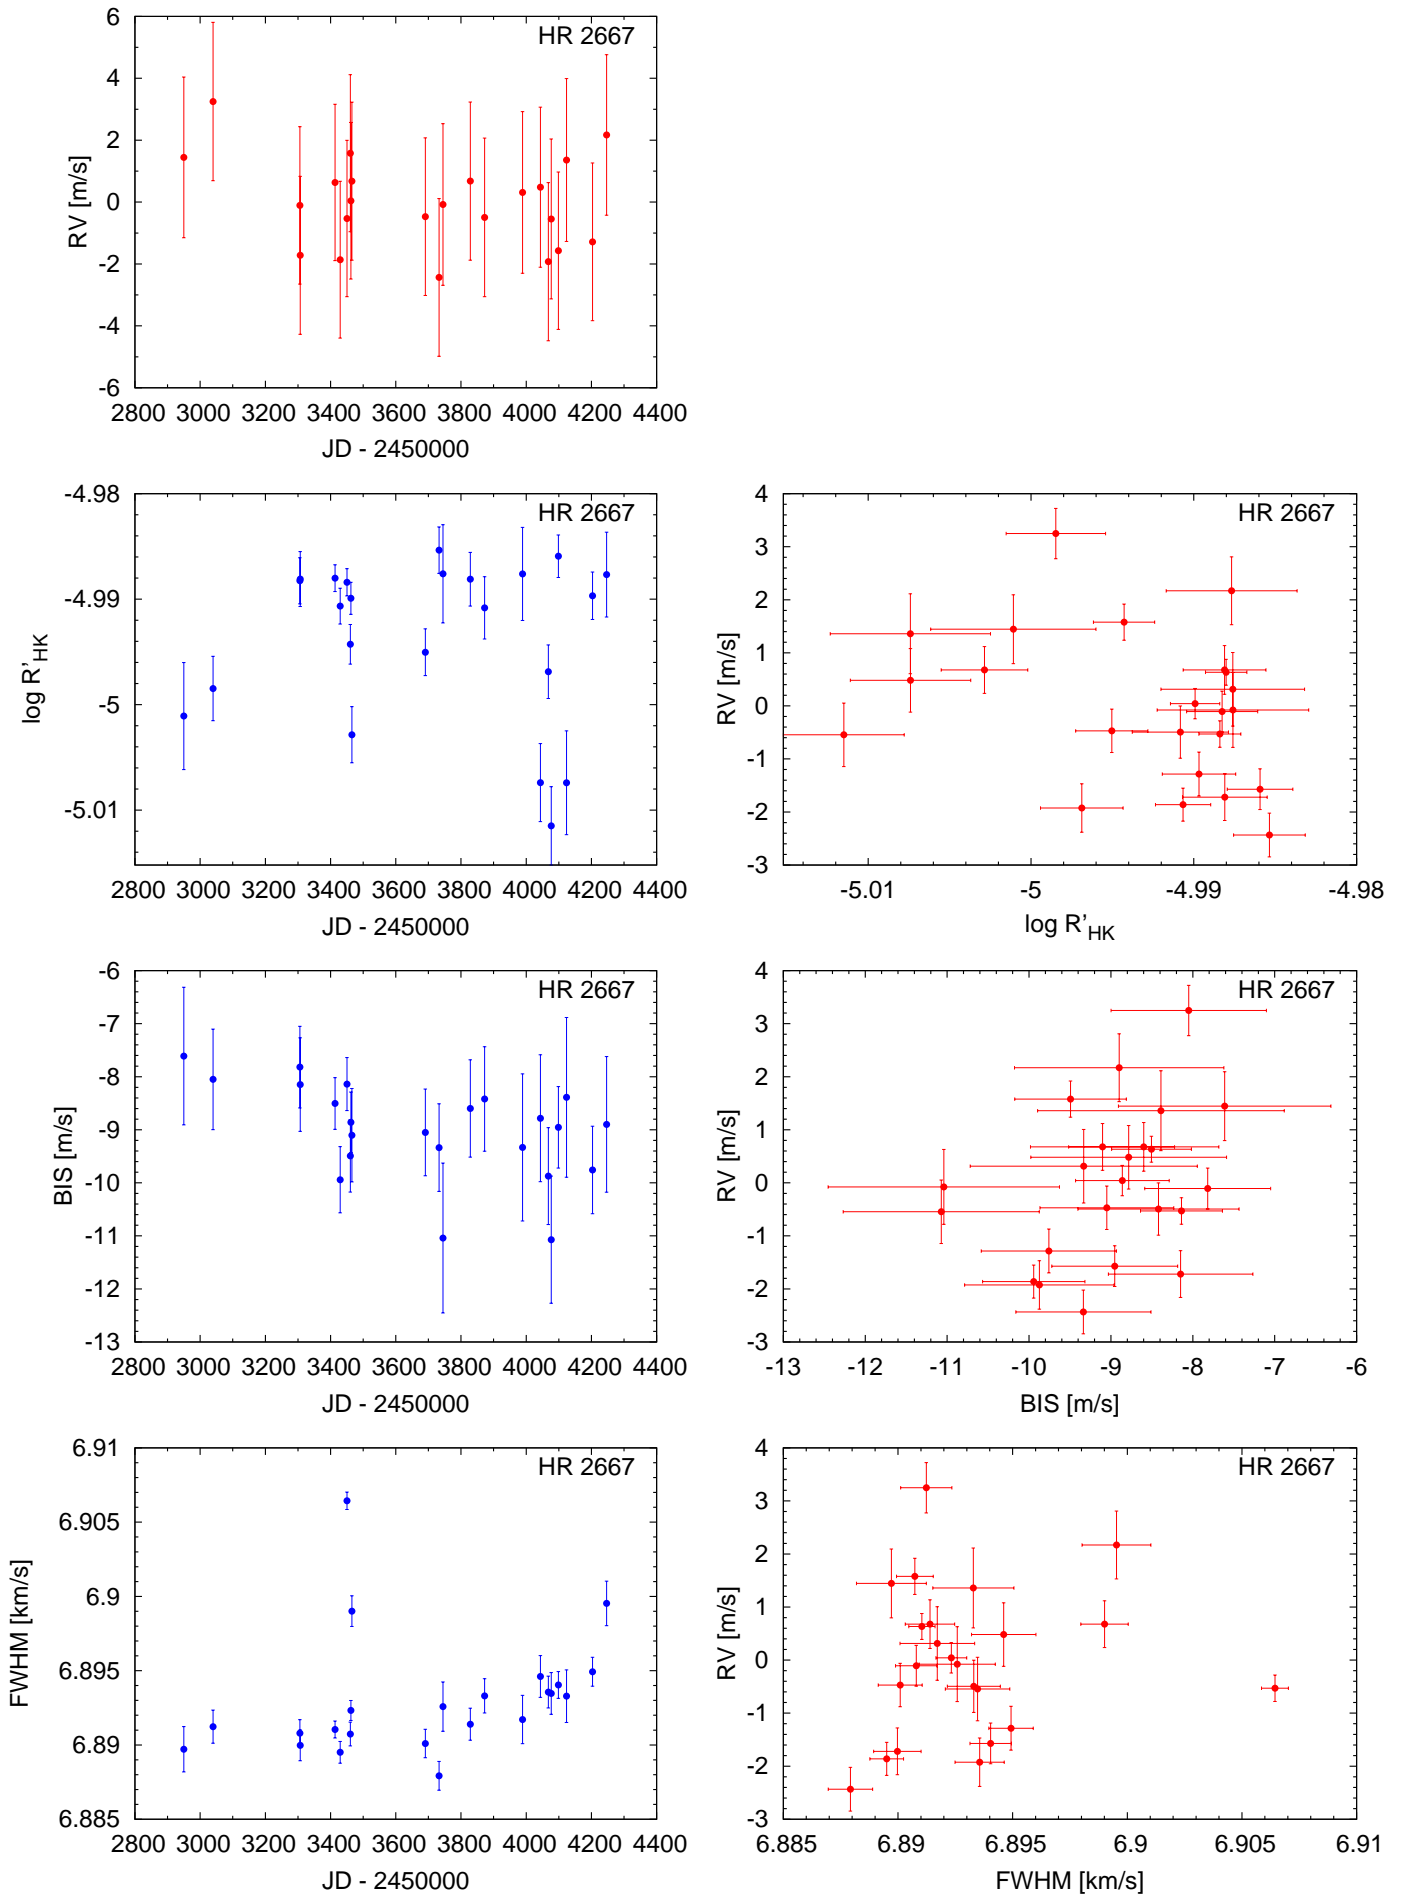 HR 2667
RV [m/s]
6
4
2
0
-2
-4
-6
2800 3000 3200 3400 3600 3800 4000 4200 4400
JD - 2450000
HR 2667
log R'HK
-4.98
-4.99
-5
-5.01
2800 3000 3200 3400 3600 3800 4000 4200 4400
JD - 2450000
HR 2667
RV [m/s]
4
3
2
1
0
-1
-2
-3
-5.01 -5 -4.99 -4.98
log R'HK
HR 2667
BIS [m/s]
-6
-7
-8
-9
-10
-11
-12
-13
2800 3000 3200 3400 3600 3800 4000 4200 4400
JD - 2450000
HR 2667
RV [m/s]
4
3
2
1
0
-1
-2
-3
-13 -12 -11 -10 -9 -8 -7 -6
BIS [m/s]
HR 2667
FWHM [km/s]
6.91
6.905
6.9
6.895
6.89
6.885
2800 3000 3200 3400 3600 3800 4000 4200 4400
JD - 2450000
HR 2667
RV [m/s]
4
3
2
1
0
-1
-2
-3
6.885 6.89 6.895 6.9 6.905 6.91
FWHM [km/s]